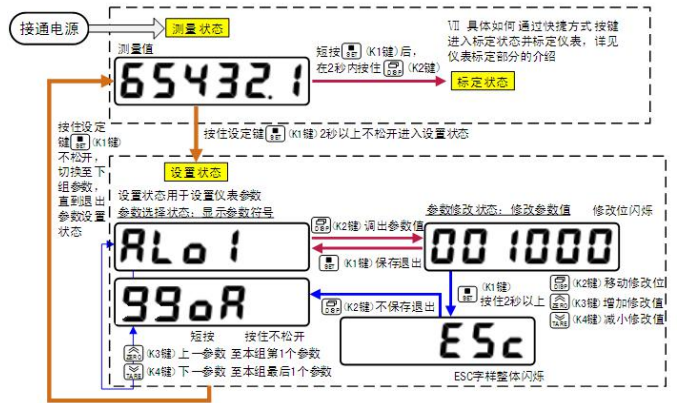 接通电源
测量状态
测量值
65432.1
短按 SET (K1键)后,
在2秒内按住 DISP (K2键)
Ⅶ 具体如何通过快捷方式按键
进入标定状态并标定仪表,详见
仪表标定部分的介绍
标定状态
按住设定键 SET (K1键)2秒以上不松开进入设置状态
按住设定
键 SET (K1键)
不松开,
切换至下
组参数,
直到退出
参数设置
状态
设置状态
设置状态用于设置仪表参数
参数选择状态: 显示参数符号
ALo1
DISP (K2键)调出参数值
SET (K1键)保存退出
参数修改状态: 修改参数值 修改位闪烁
001000
99oA
DISP (K2键)不保存退出
SET (K1键)
按住2秒以上
DISP (K2键)移动修改位
ZERO (K3键)增加修改值
TARE (K4键)减小修改值
ESc
ESC字样整体闪烁
短按 按住不松开
ZERO (K3键)上一参数 至本组第1个参数
TARE (K4键)下一参数 至本组最后1个参数